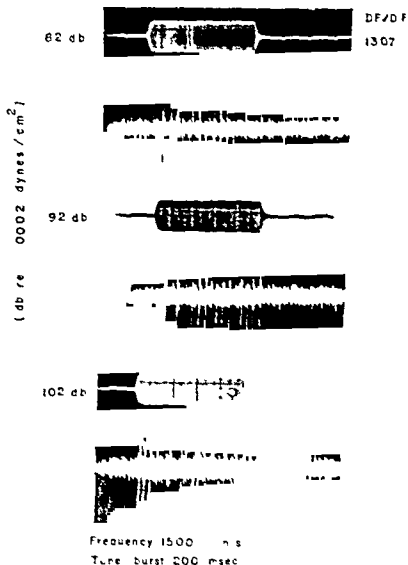 DF/DF
82 db
1307
(db re 0002 dynes/cm²)
92 db
102 db
Frequency 1500
Tone burst 200 msec